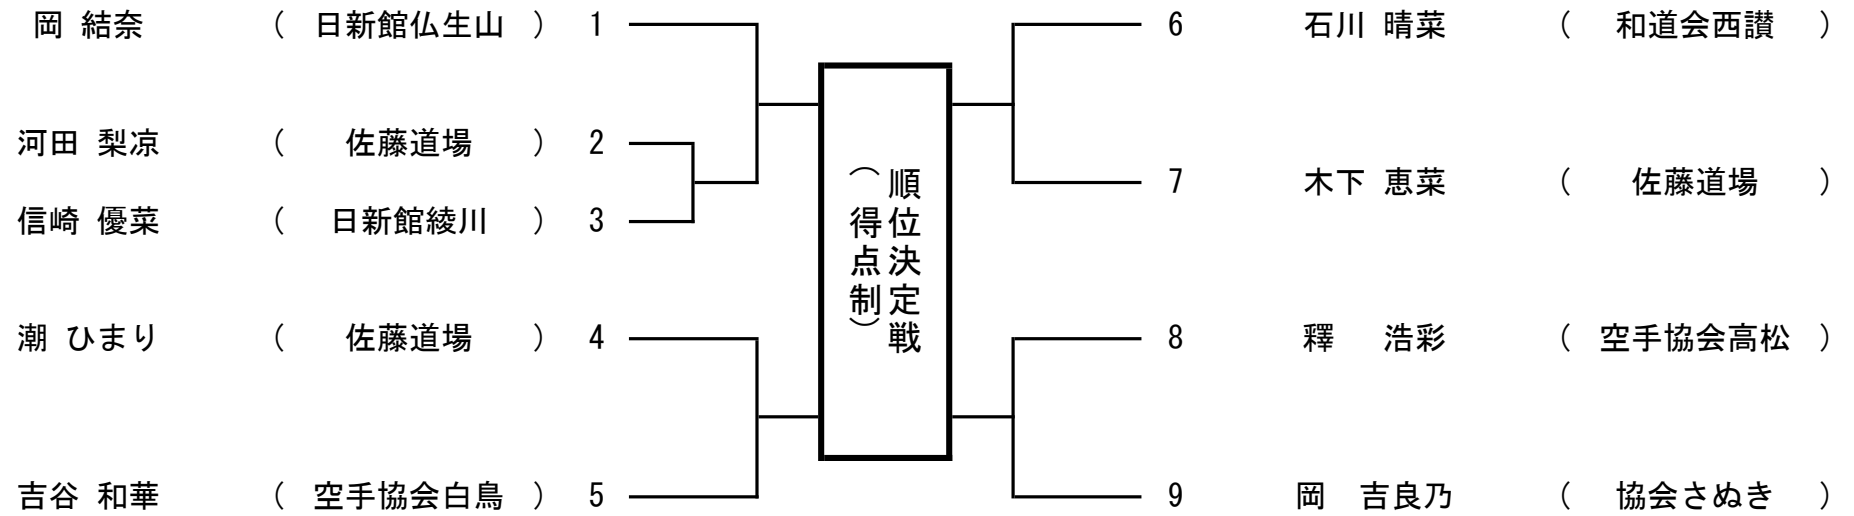 岡 結奈 ( 日新館仏生山 ) 1
河田 梨凉 ( 佐藤道場 ) 2
信崎 優菜 ( 日新館綾川 ) 3
潮 ひまり ( 佐藤道場 ) 4
吉谷 和華 ( 空手協会白鳥 ) 5
順位決定戦
(得点制)
6 石川 晴菜 ( 和道会西讃 )
7 木下 恵菜 ( 佐藤道場 )
8 釋 浩彩 ( 空手協会高松 )
9 岡 吉良乃 ( 協会さぬき )